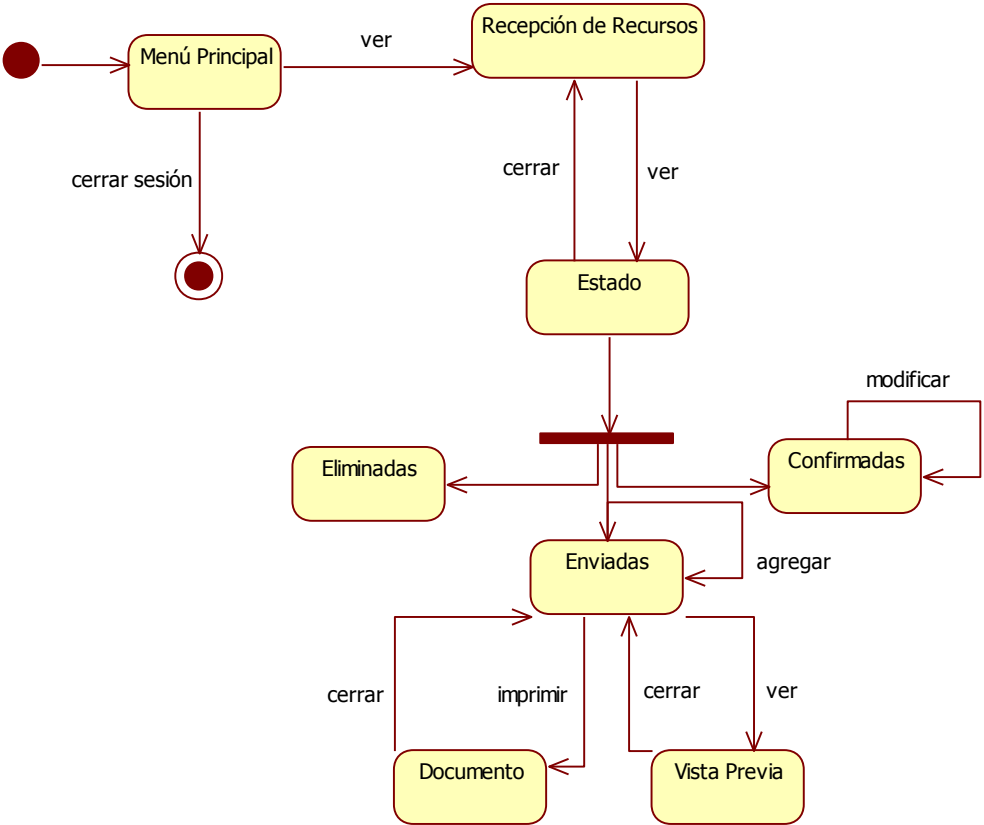 Recepción de Recursos
ver
Menú Principal
cerrar
ver
cerrar sesión
Estado
modificar
Eliminadas
Confirmadas
Enviadas
agregar
cerrar
imprimir
cerrar
ver
Documento
Vista Previa